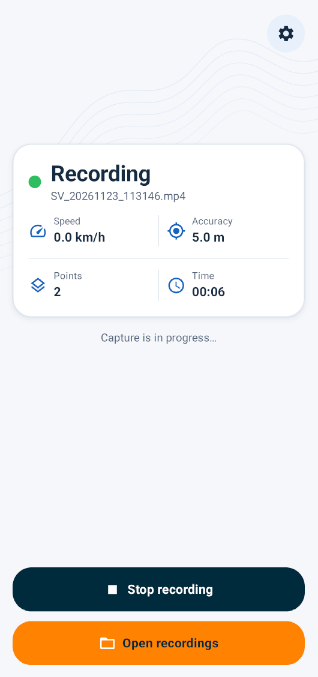 Recording
SV_20261123_113146.mp4
Speed
0.0 km/h
Accuracy
5.0 m
Points
2
Time
00:06
Capture is in progress...
Stop recording
Open recordings